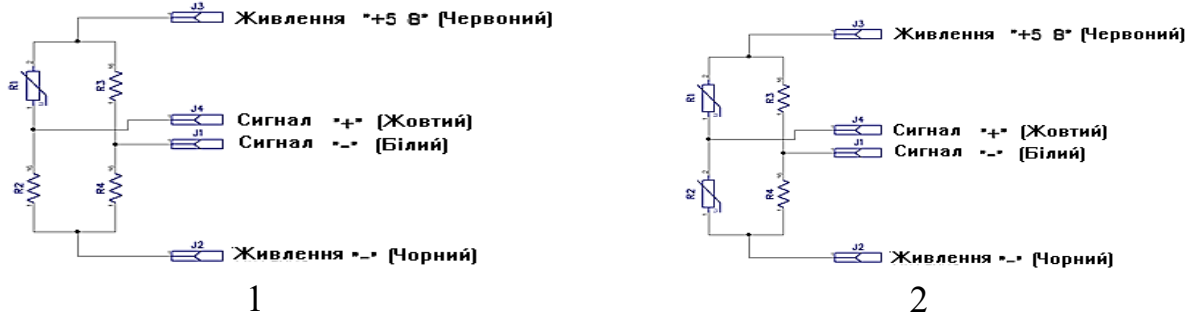 J3
Живлення "+5 В" (Червоний)
R1
R3
J4
Сигнал "+" (Жовтий)
J1
Сигнал "-" (Білий)
R2
R4
J2
Живлення "-" (Чорний)
1
J3
Живлення "+5 В" (Червоний)
R1
R3
J4
Сигнал "+" (Жовтий)
J1
Сигнал "-" (Білий)
R2
R4
J2
Живлення "-" (Чорний)
2